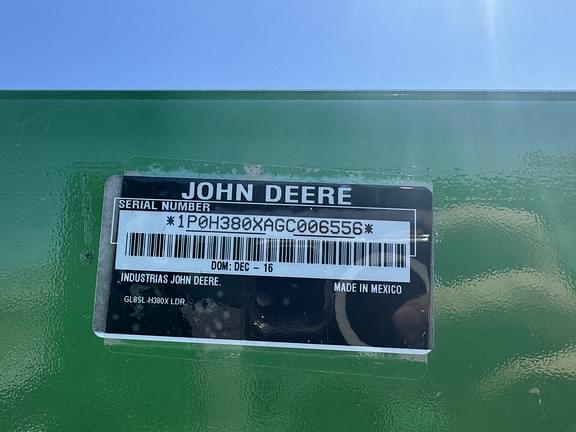 JOHN DEERE
SERIAL NUMBER
*1P0H380XAGC006556*
DOM: DEC - 16
INDUSTRIAS JOHN DEERE.
MADE IN MEXICO
GL8SL-H380X LDR